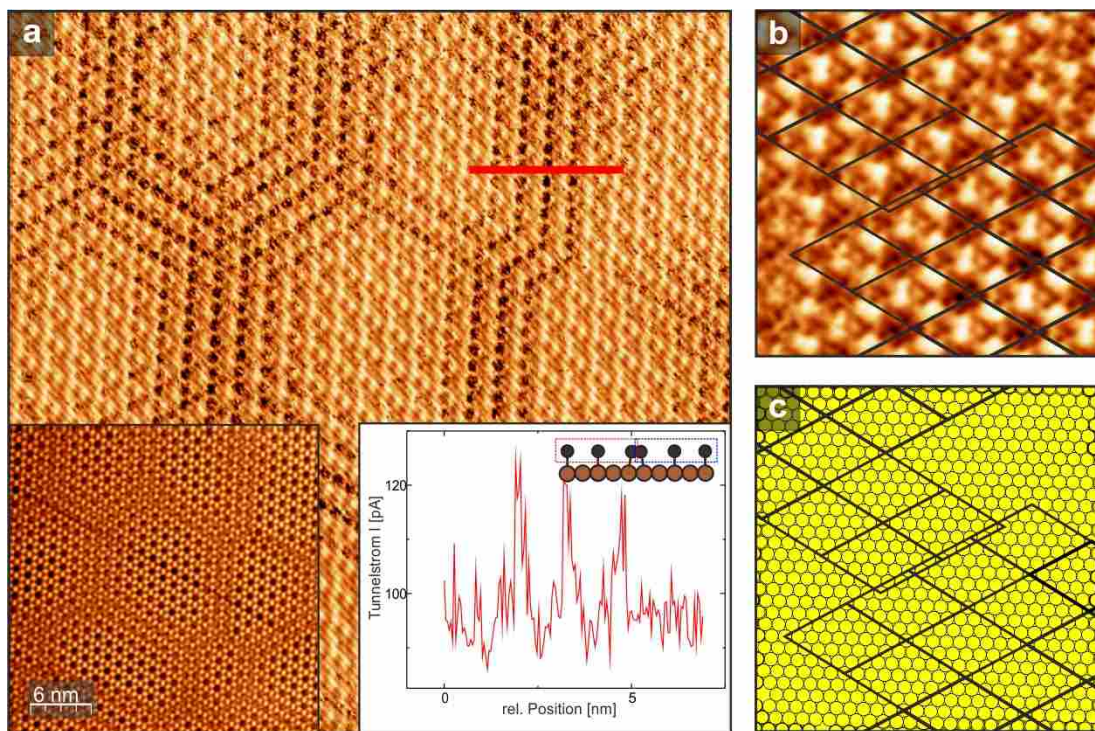 a
b
120
100
Tunnelstrom I [pA]
0
5
rel. Position [nm]
6 nm
c